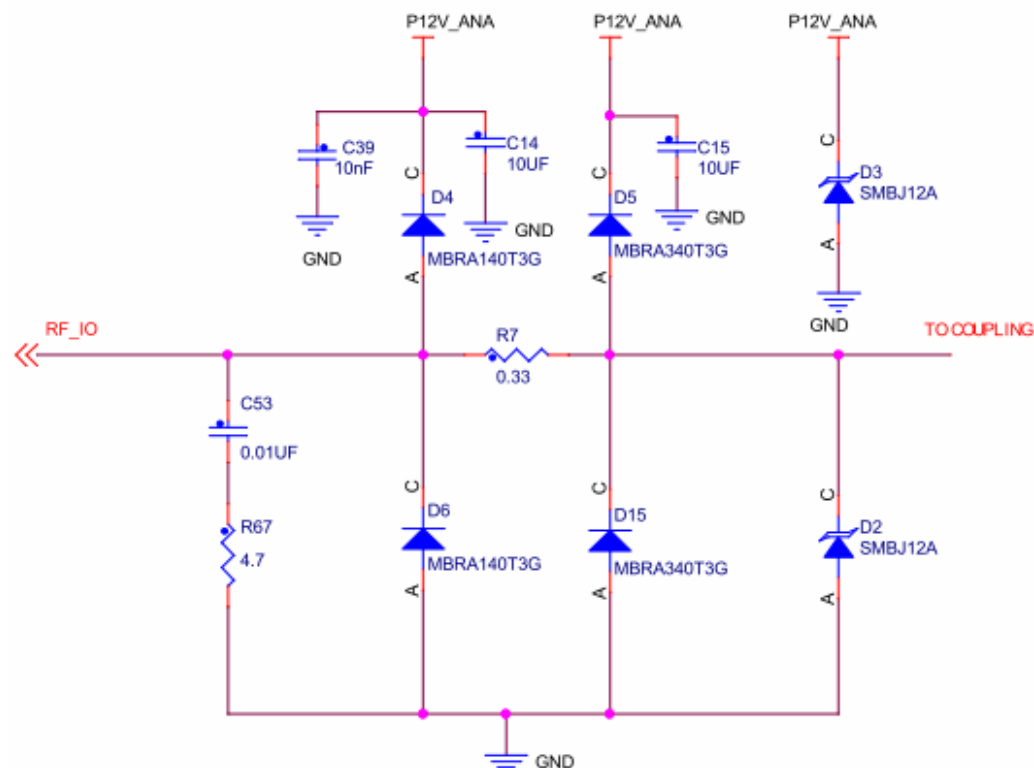 P12V_ANA
P12V_ANA
P12V_ANA
C39
10nF
GND
C
D4
MBRA140T3G
A
C14
10UF
GND
C
D5
MBRA340T3G
A
C15
10UF
GND
C
D3
SMBJ12A
A
GND
RF_IO
R7
0.33
TO COUPLING
C53
0.01UF
R67
4.7
C
D6
MBRA140T3G
A
C
D15
MBRA340T3G
A
C
D2
SMBJ12A
A
GND